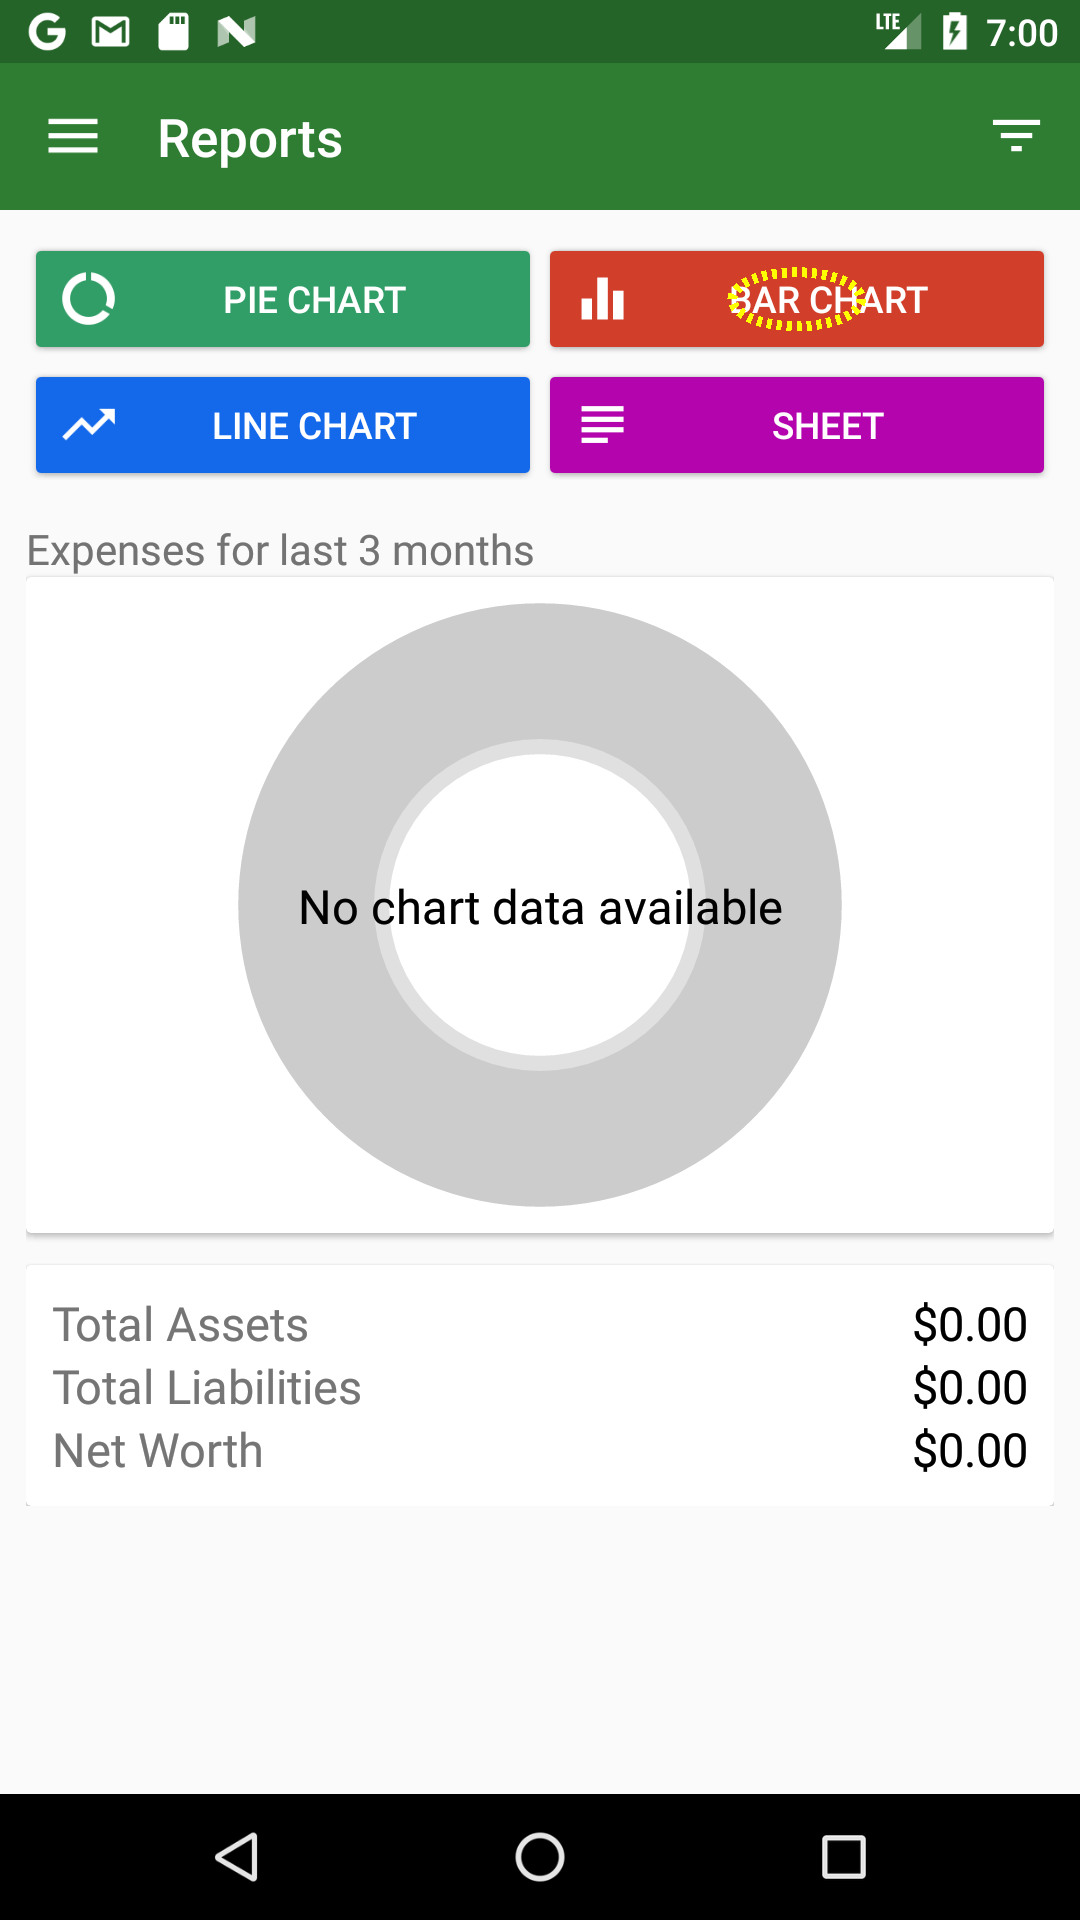 LTE 7:00
Reports
PIE CHART
BAR CHART
LINE CHART
SHEET
Expenses for last 3 months
No chart data available
Total Assets $0.00
Total Liabilities $0.00
Net Worth $0.00